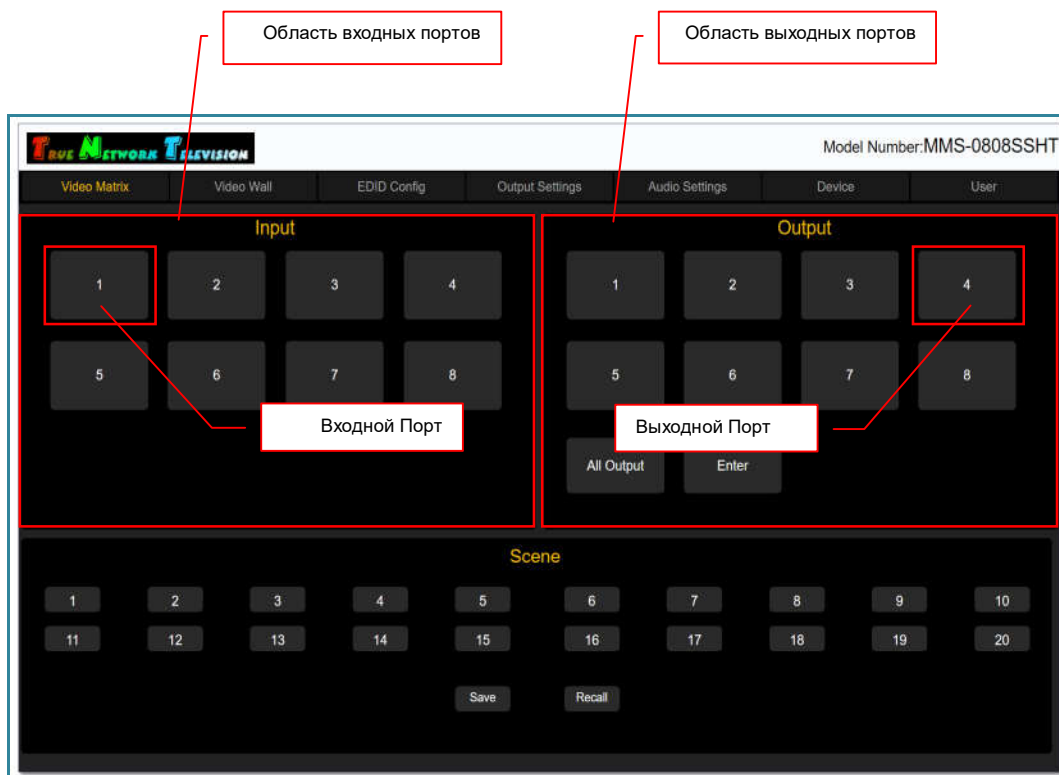 Область входных портов
Область выходных портов
True Network Television
Model Number:MMS-0808SSHT
Video Matrix Video Wall EDID Config Output Settings Audio Settings Device User
Input
1 2 3 4
5 6 7 8
Входной Порт
Output
1 2 3 4
5 6 7 8
Выходной Порт
All Output Enter
Scene
1 2 3 4 5 6 7 8 9 10
11 12 13 14 15 16 17 18 19 20
Save Recall